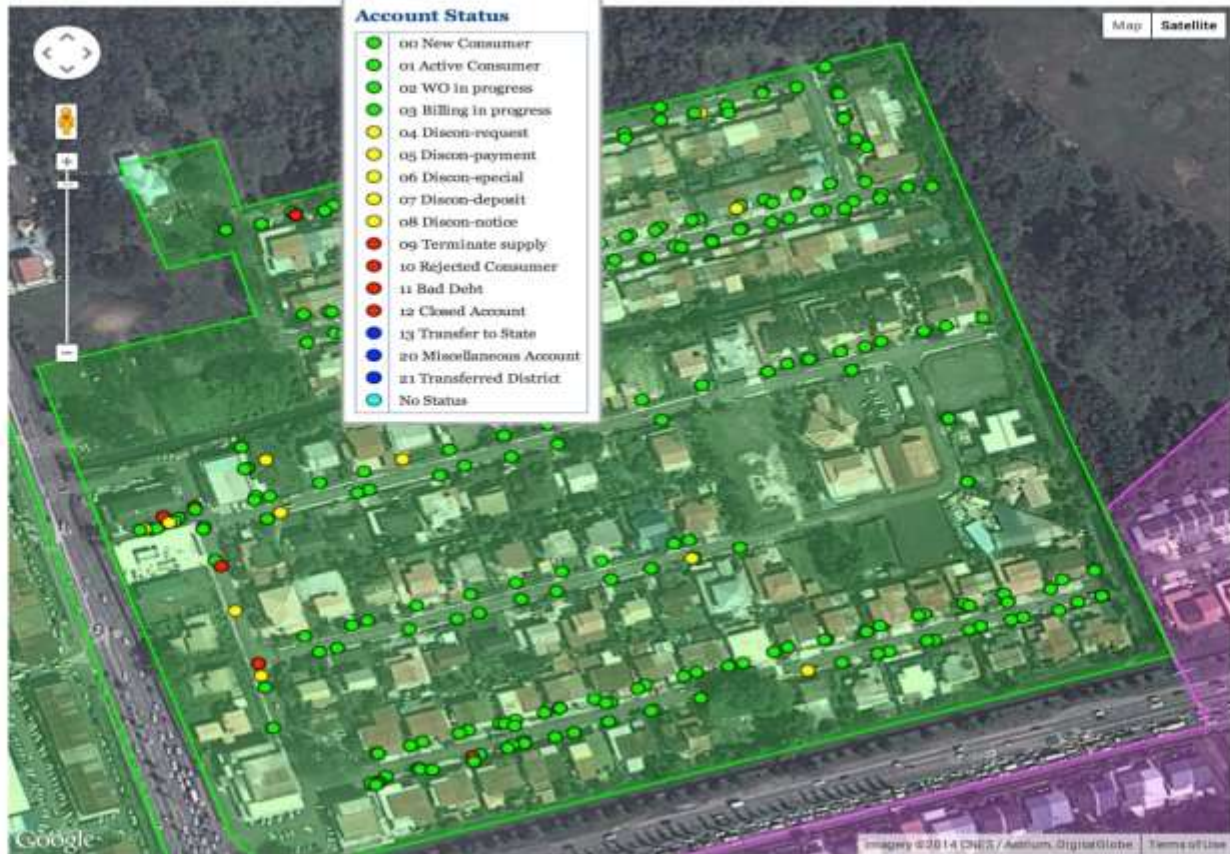 Account Status
00 New Consumer
01 Active Consumer
02 WO in progress
03 Billing in progress
04 Discon-request
05 Discon-payment
06 Discon-special
07 Discon-deposit
08 Discon-notice
09 Terminate supply
10 Rejected Consumer
11 Bad Debt
12 Closed Account
13 Transfer to State
20 Miscellaneous Account
21 Transferred District
No Status
Map Satellite
Google
Imagery ©2014 CNES / Astrium, DigitalGlobe Terms of Use